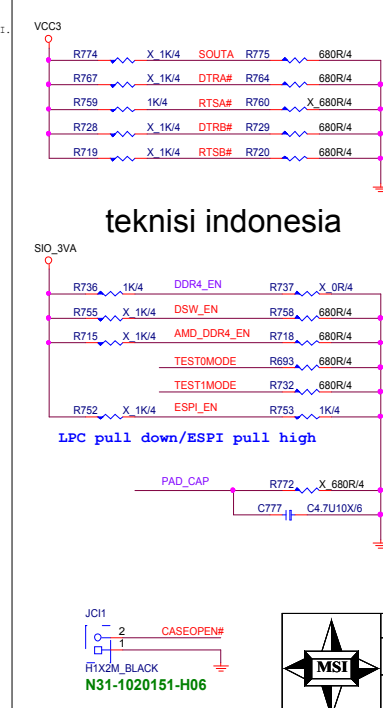 I.
VCC3
R774 X_1K/4 SOUTA R775 680R/4
R767 X_1K/4 DTRA# R764 680R/4
R759 1K/4 RTSA# R760 X_680R/4
R728 X_1K/4 DTRB# R729 680R/4
R719 X_1K/4 RTSB# R720 680R/4
teknisi indonesia
SIO_3VA
R736 1K/4 DDR4_EN R737 X_0R/4
R755 X_1K/4 DSW_EN R758 680R/4
R715 X_1K/4 AMD_DDR4_EN R718 680R/4
TEST0MODE R693 680R/4
TEST1MODE R732 680R/4
R752 X_1K/4 ESPI_EN R753 1K/4
LPC pull down/ESPI pull high
PAD_CAP R772 X_680R/4
C777 C4.7U10X/6
JCI1
2 CASEOPEN#
1
H1X2M_BLACK
N31-1020151-H06
MSI